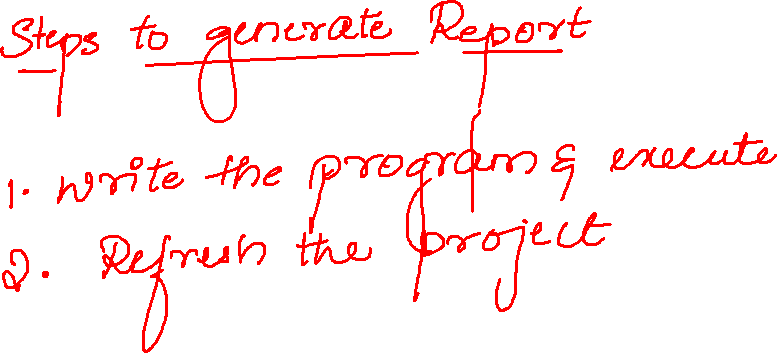 Steps to generate Report
1. Write the program & execute
2. Refresh the project